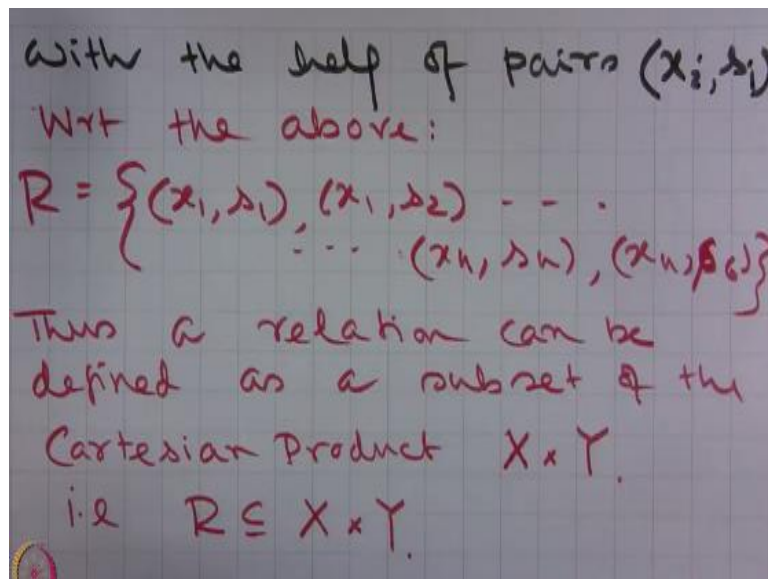 with the help of pairs (xi, si)
Wrt the above:
R = {(x1, s1), (x1, s2) - - -
... (xn, sn), (xn, s6)}
Thus a relation can be
defined as a subset of the
Cartesian Product X × Y.
i.e R ⊆ X × Y.